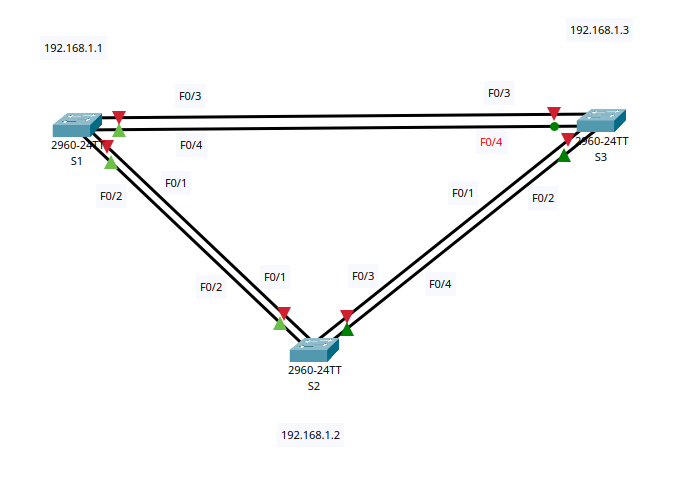 192.168.1.3
192.168.1.1
F0/3
F0/3
2960-24TT
S1
F0/4
F0/4
2960-24TT
S3
F0/2
F0/1
F0/1
F0/2
F0/2
F0/1
F0/3
F0/4
2960-24TT
S2
192.168.1.2